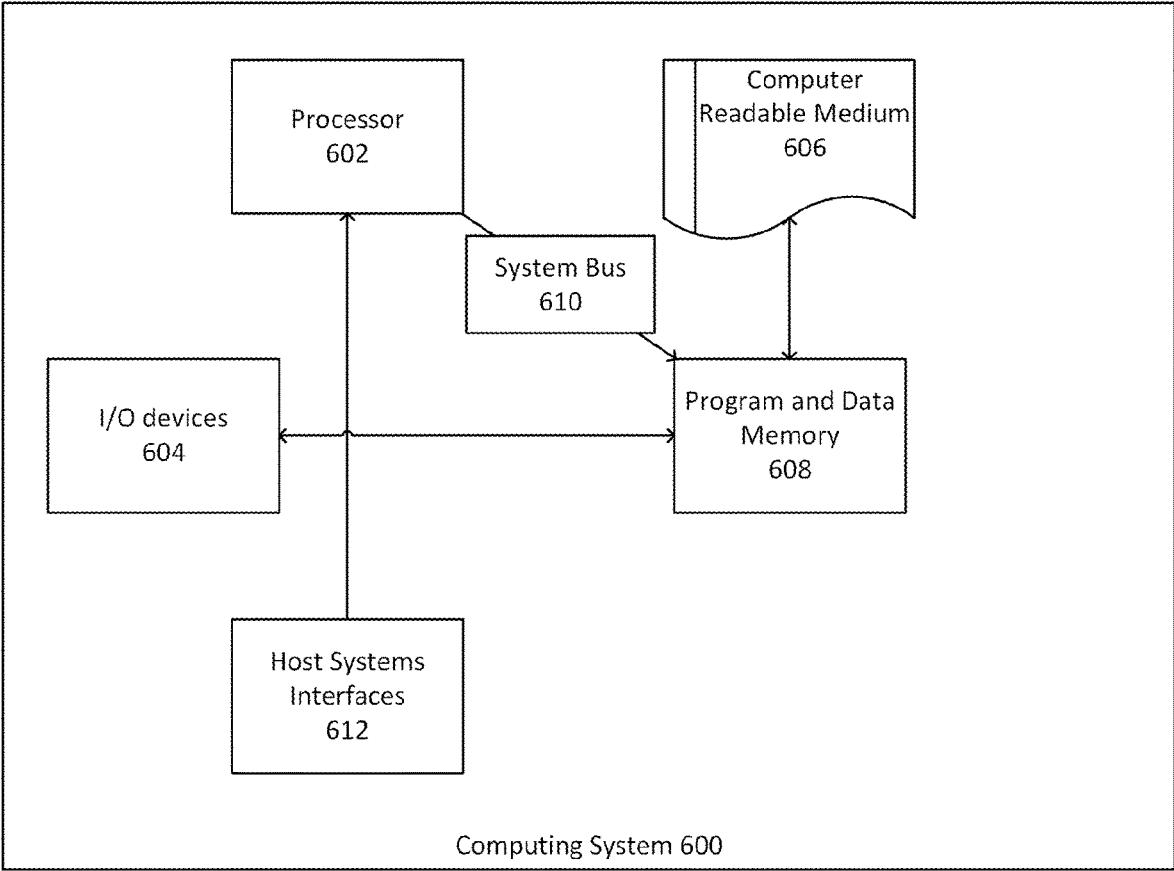 Processor
602
Computer
Readable Medium
606
System Bus
610
I/O devices
604
Program and Data
Memory
608
Host Systems
Interfaces
612
Computing System 600